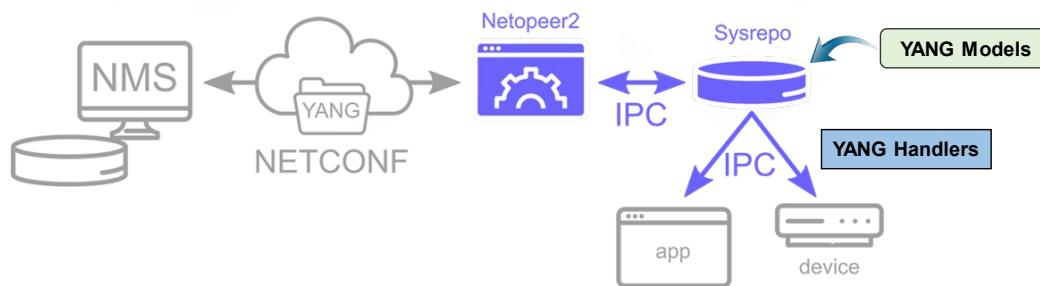 Netopeer2
Sysrepo
YANG Models
NMS
YANG
IPC
NETCONF
YANG Handlers
IPC
app
device